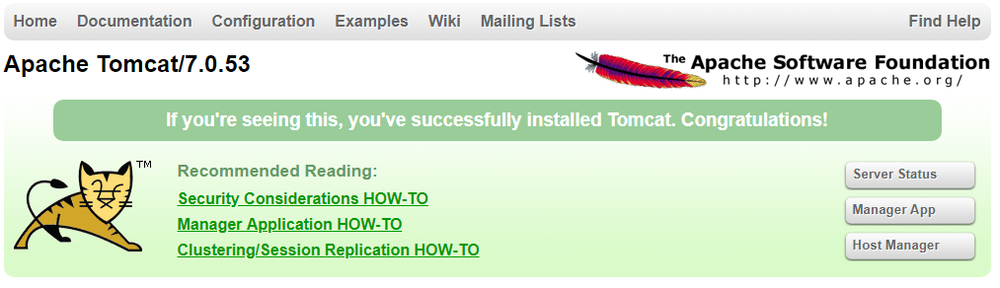 Home Documentation Configuration Examples Wiki Mailing Lists Find Help
Apache Tomcat/7.0.53
The Apache Software Foundation
http://www.apache.org/
If you're seeing this, you've successfully installed Tomcat. Congratulations!
TM
Recommended Reading:
Security Considerations HOW-TO
Manager Application HOW-TO
Clustering/Session Replication HOW-TO
Server Status
Manager App
Host Manager